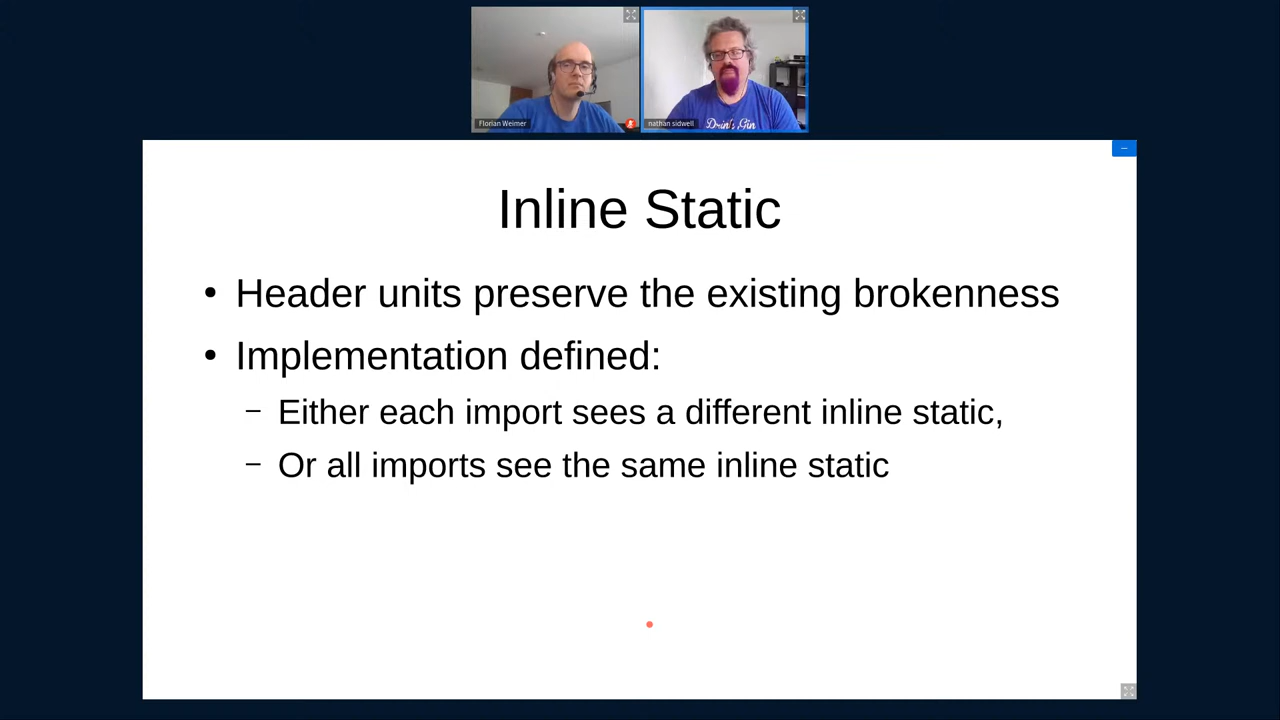 Florian Weimer
nathan sidwell
Drink Gin
Inline Static
• Header units preserve the existing brokenness
• Implementation defined:
– Either each import sees a different inline static,
– Or all imports see the same inline static